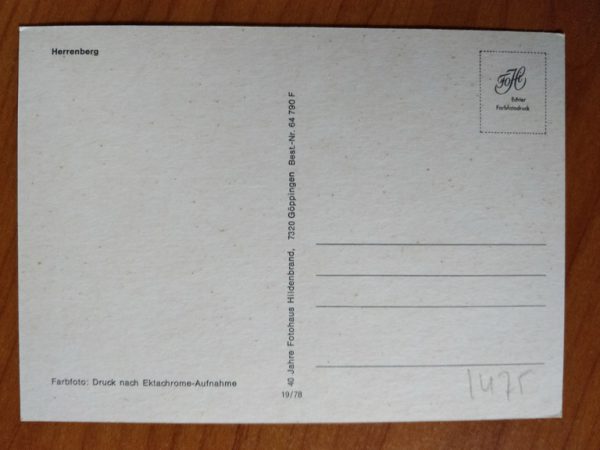 Herrenberg
FoHi
Echter
Farbfotodruck
40 Jahre Fotohaus Hildenbrand, 7320 Göppingen Best.-Nr. 64 790 F
Farbfoto: Druck nach Ektachrome-Aufnahme
19/78
1475